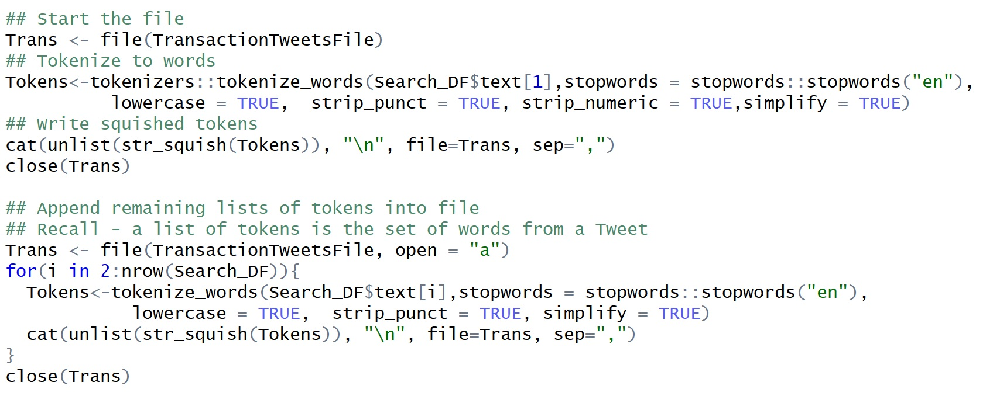 ## Start the file
Trans <- file(TransactionTweetsFile)
## Tokenize to words
Tokens<-tokenizers::tokenize_words(Search_DF$text[1],stopwords = stopwords::stopwords("en"),
          lowercase = TRUE,  strip_punct = TRUE, strip_numeric = TRUE,simplify = TRUE)
## Write squished tokens
cat(unlist(str_squish(Tokens)), "\n", file=Trans, sep=",")
close(Trans)

## Append remaining lists of tokens into file
## Recall - a list of tokens is the set of words from a Tweet
Trans <- file(TransactionTweetsFile, open = "a")
for(i in 2:nrow(Search_DF)){
  Tokens<-tokenize_words(Search_DF$text[i],stopwords = stopwords::stopwords("en"),
            lowercase = TRUE,  strip_punct = TRUE, simplify = TRUE)
  cat(unlist(str_squish(Tokens)), "\n", file=Trans, sep=",")
}
close(Trans)